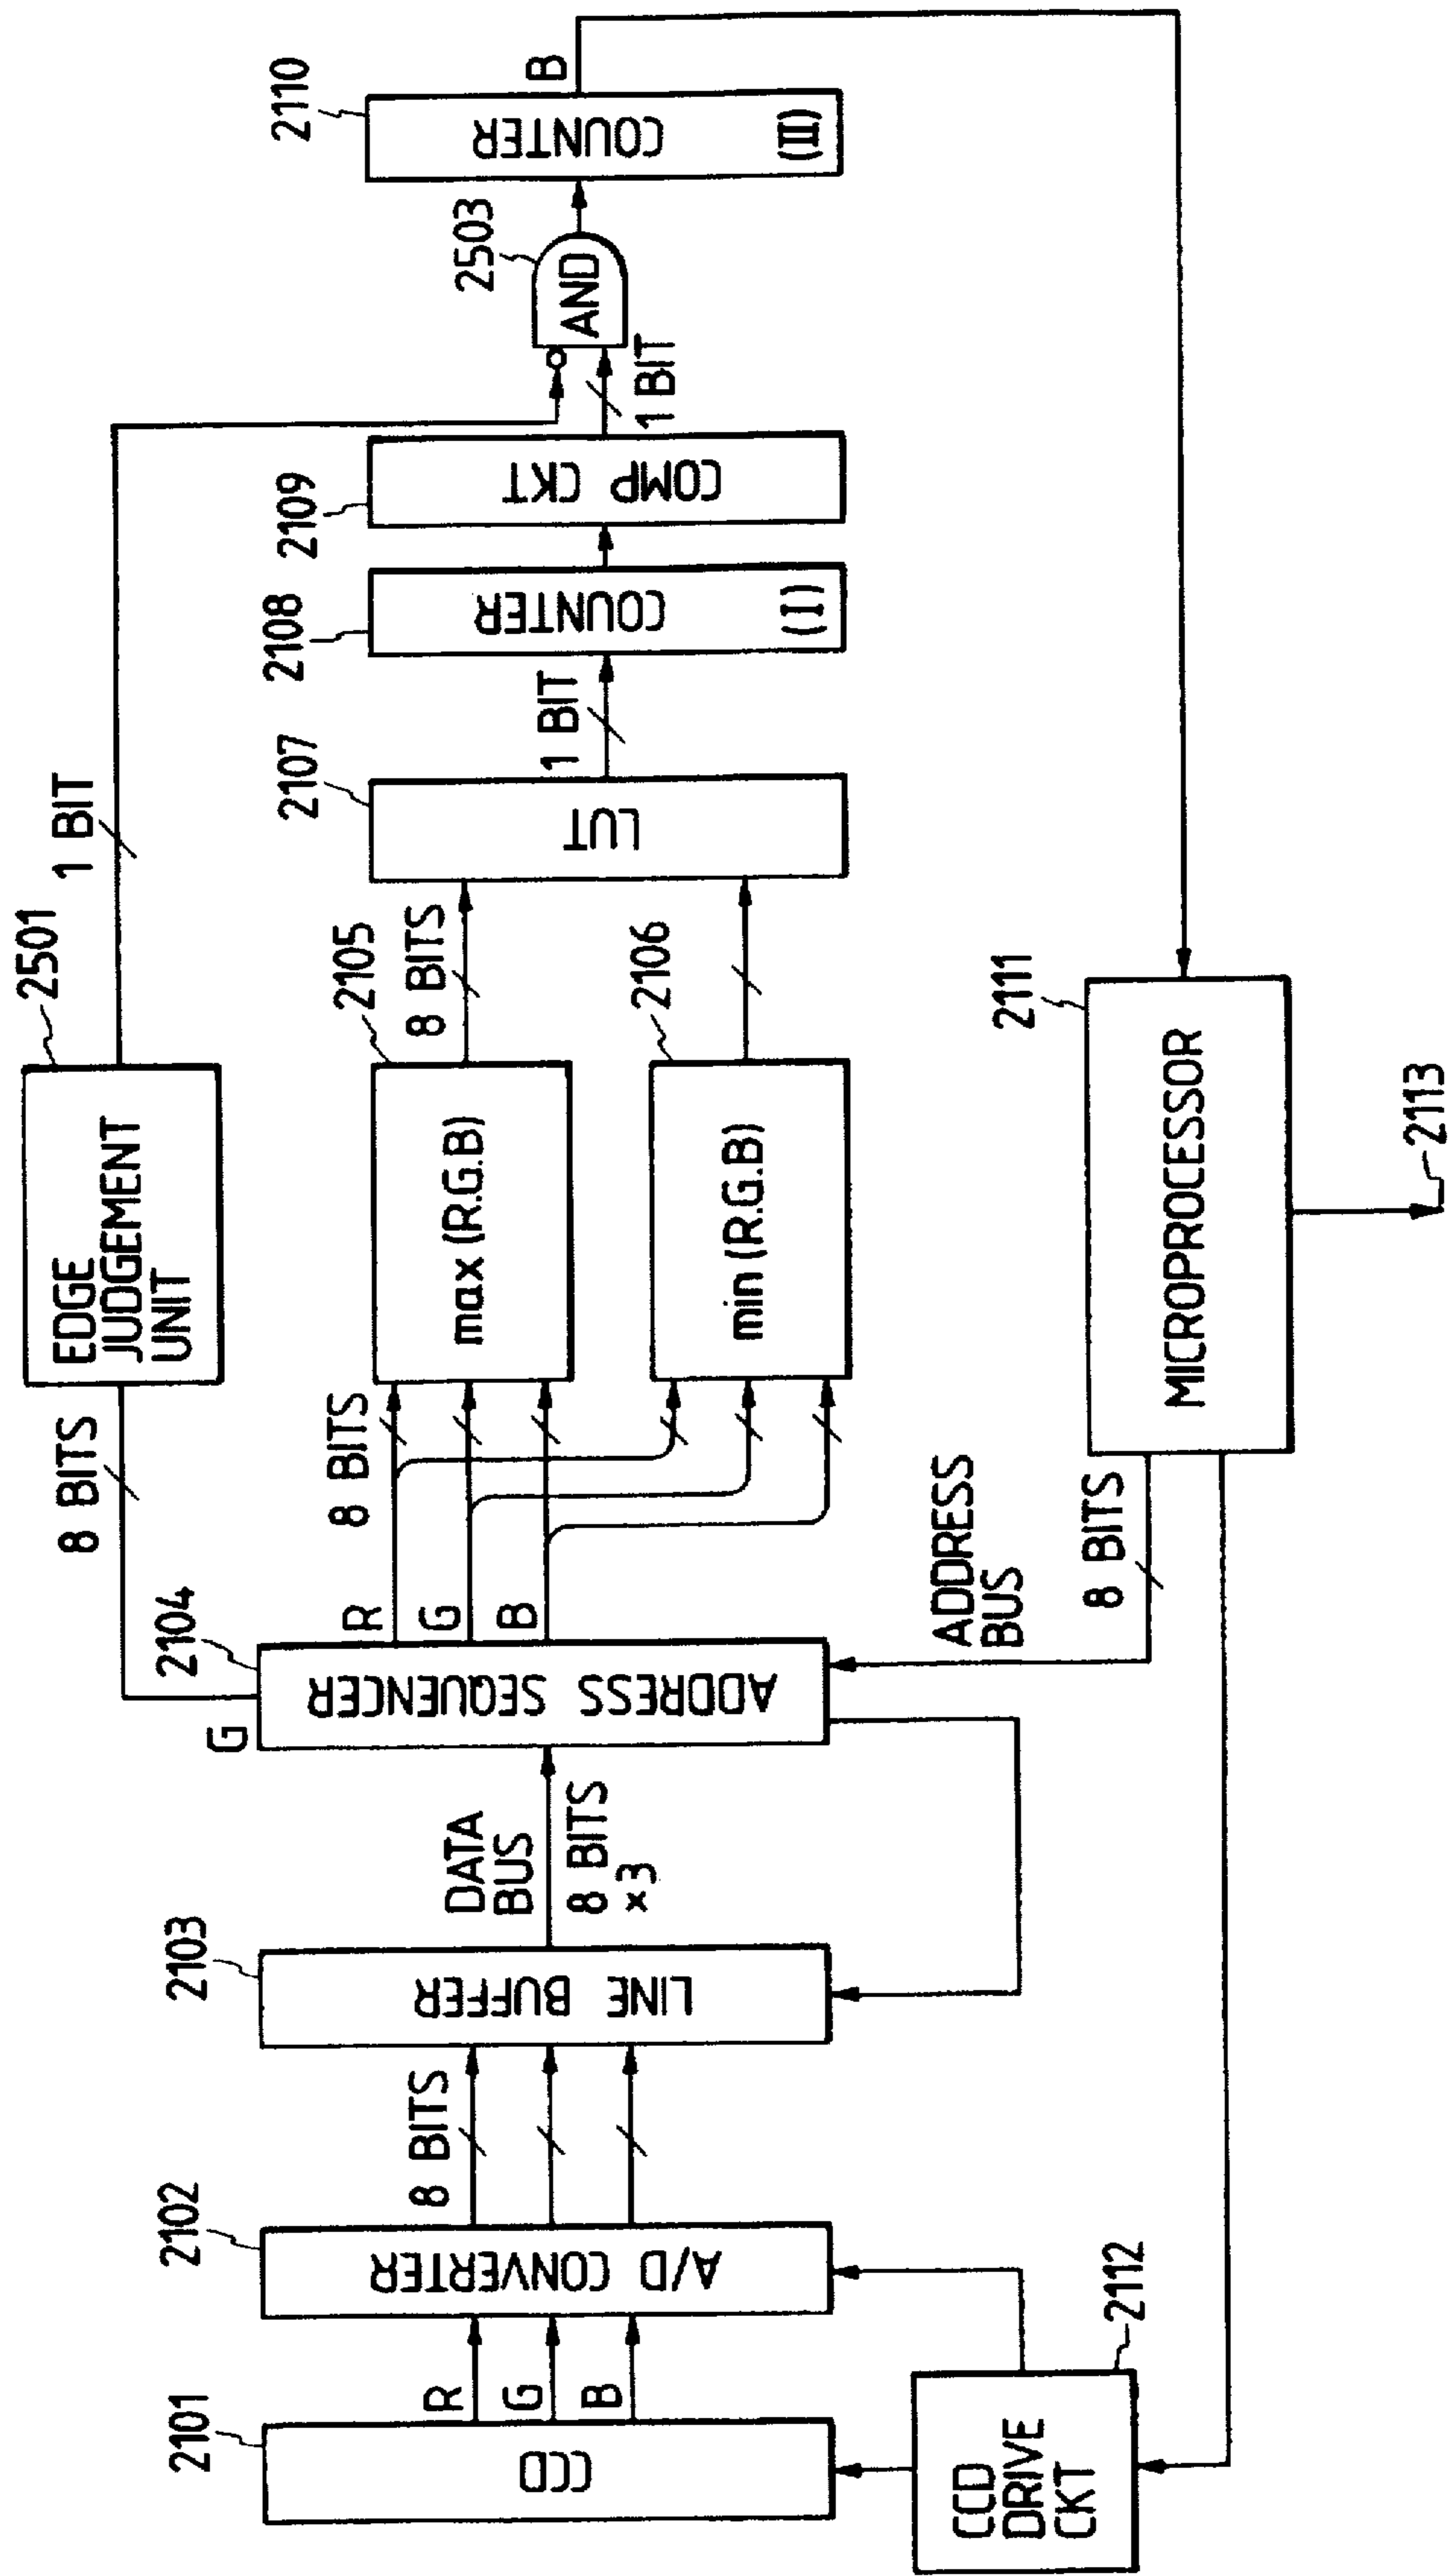 2101
CCD
R
G
B
2102
A/D CONVERTER
8 BITS
2103
LINE BUFFER
DATA
BUS
8 BITS
×3
G
2104
ADDRESS SEQUENCER
R
G
B
8 BITS
8 BITS
2501
EDGE
JUDGEMENT
UNIT
1 BIT
max (R.G.B)
2105
8 BITS
min (R.G.B)
2106
2107
LUT
1 BIT
2108
COUNTER
(I)
2109
COMP CKT
1 BIT
2503
AND
2110
COUNTER
(II)
B
CCD
DRIVE
CKT
2112
ADDRESS
BUS
8 BITS
MICROPROCESSOR
2111
2113